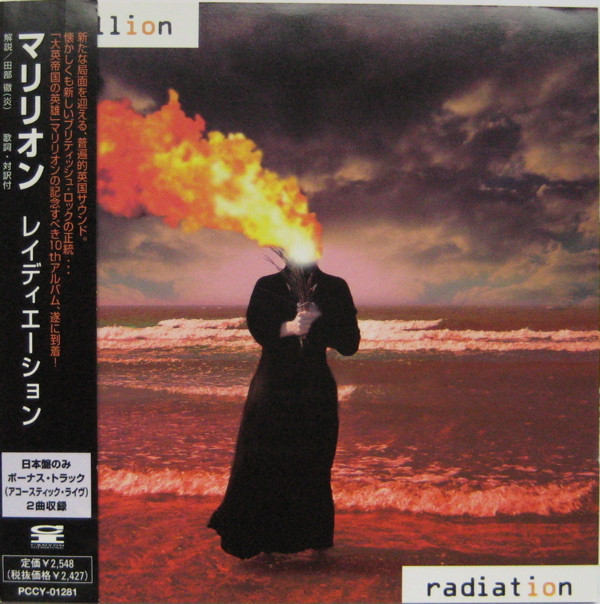 llion
新たな局面を迎える、普遍的英国サウンド。
懐かしくも新しいブリティッシュ・ロックの正統・・・
「大英帝国の英雄」マリリオンの記念すべき10thアルバム、遂に到着！
マリリオン レイディエーション
解説／田部 徹(炎) 歌詞・対訳付
日本盤のみ
ボーナス・トラック
（アコースティック・ライヴ）
2曲収録
定価￥2,548
(税抜価格￥2,427)
PCCY-01281
radiation